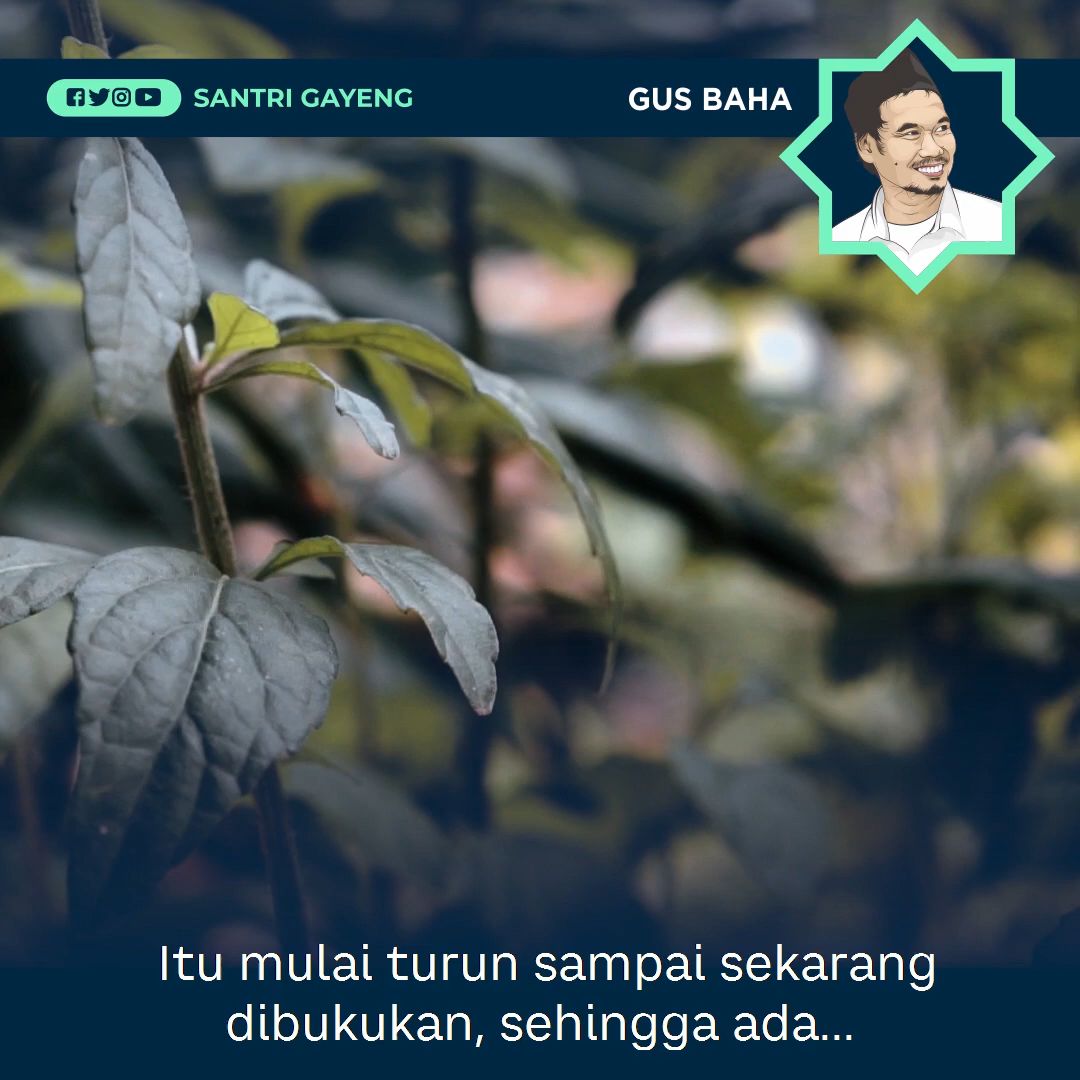 SANTRI GAYENG
GUS BAHA
Itu mulai turun sampai sekarang
dibukukan, sehingga ada...